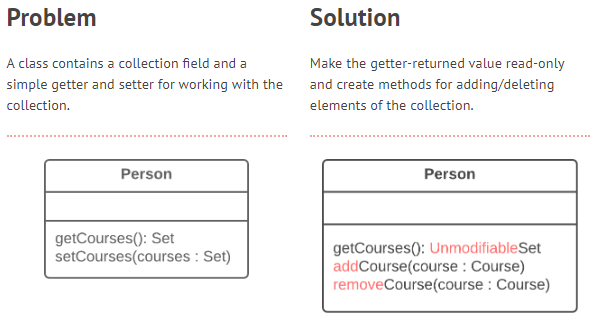 Problem
A class contains a collection field and a
simple getter and setter for working with the
collection.
Person
getCourses(): Set
setCourses(courses : Set)
Solution
Make the getter-returned value read-only
and create methods for adding/deleting
elements of the collection.
Person
getCourses(): UnmodifiableSet
addCourse(course : Course)
removeCourse(course : Course)